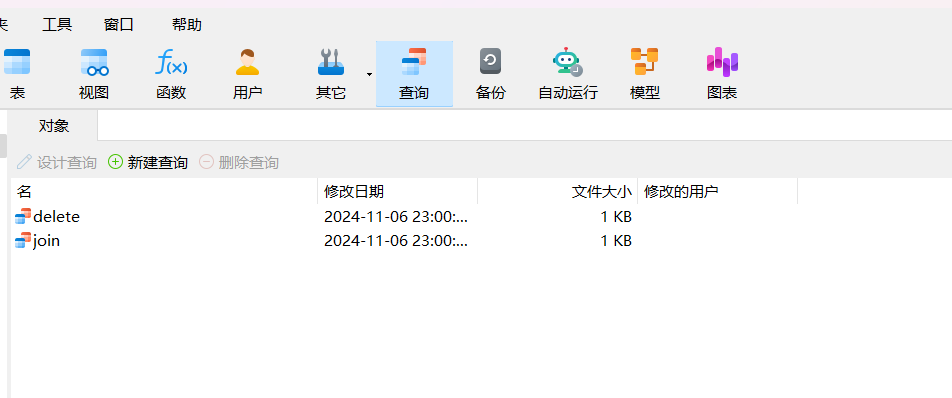 工具 窗口 帮助
表 视图 函数 用户 其它 查询 备份 自动运行 模型 图表
对象
设计查询 新建查询 删除查询
名 修改日期 文件大小 修改的用户
delete 2024-11-06 23:00:... 1 KB
join 2024-11-06 23:00:... 1 KB